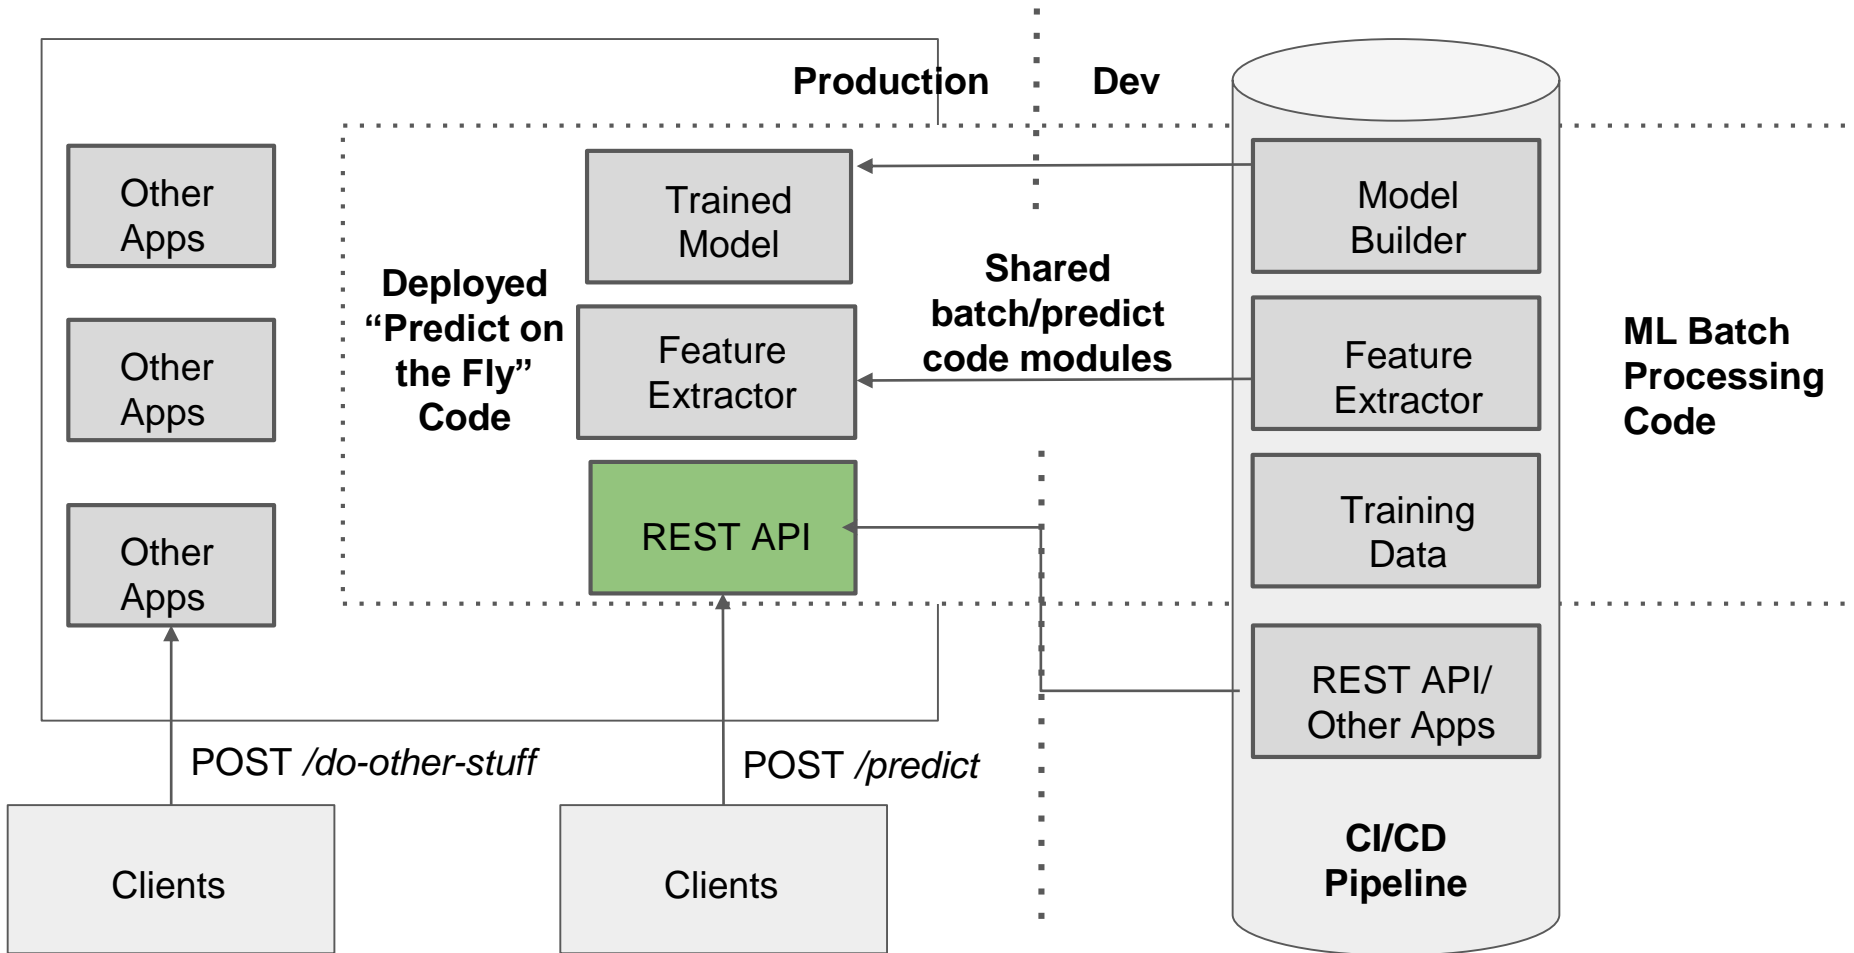 Production
Dev
Other
Apps
Other
Apps
Other
Apps
Deployed
“Predict on
the Fly”
Code
Trained
Model
Feature
Extractor
REST API
Shared
batch/predict
code modules
Model
Builder
Feature
Extractor
Training
Data
REST API/
Other Apps
CI/CD
Pipeline
ML Batch
Processing
Code
POST /do-other-stuff
POST /predict
Clients
Clients